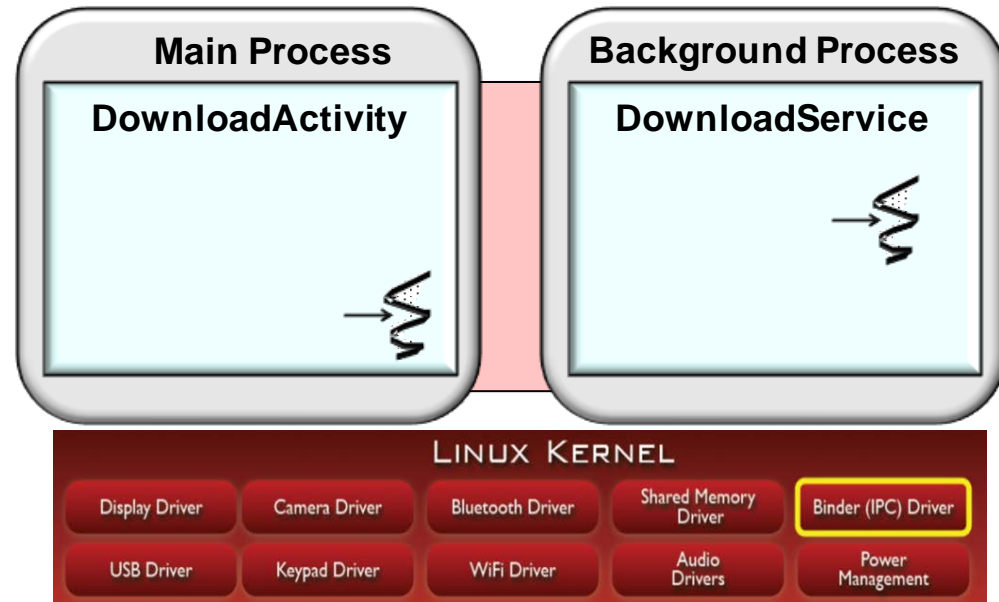 Main Process
DownloadActivity
Background Process
DownloadService
LINUX KERNEL
Display Driver
Camera Driver
Bluetooth Driver
Shared Memory
Driver
Binder (IPC) Driver
USB Driver
Keypad Driver
WiFi Driver
Audio
Drivers
Power
Management